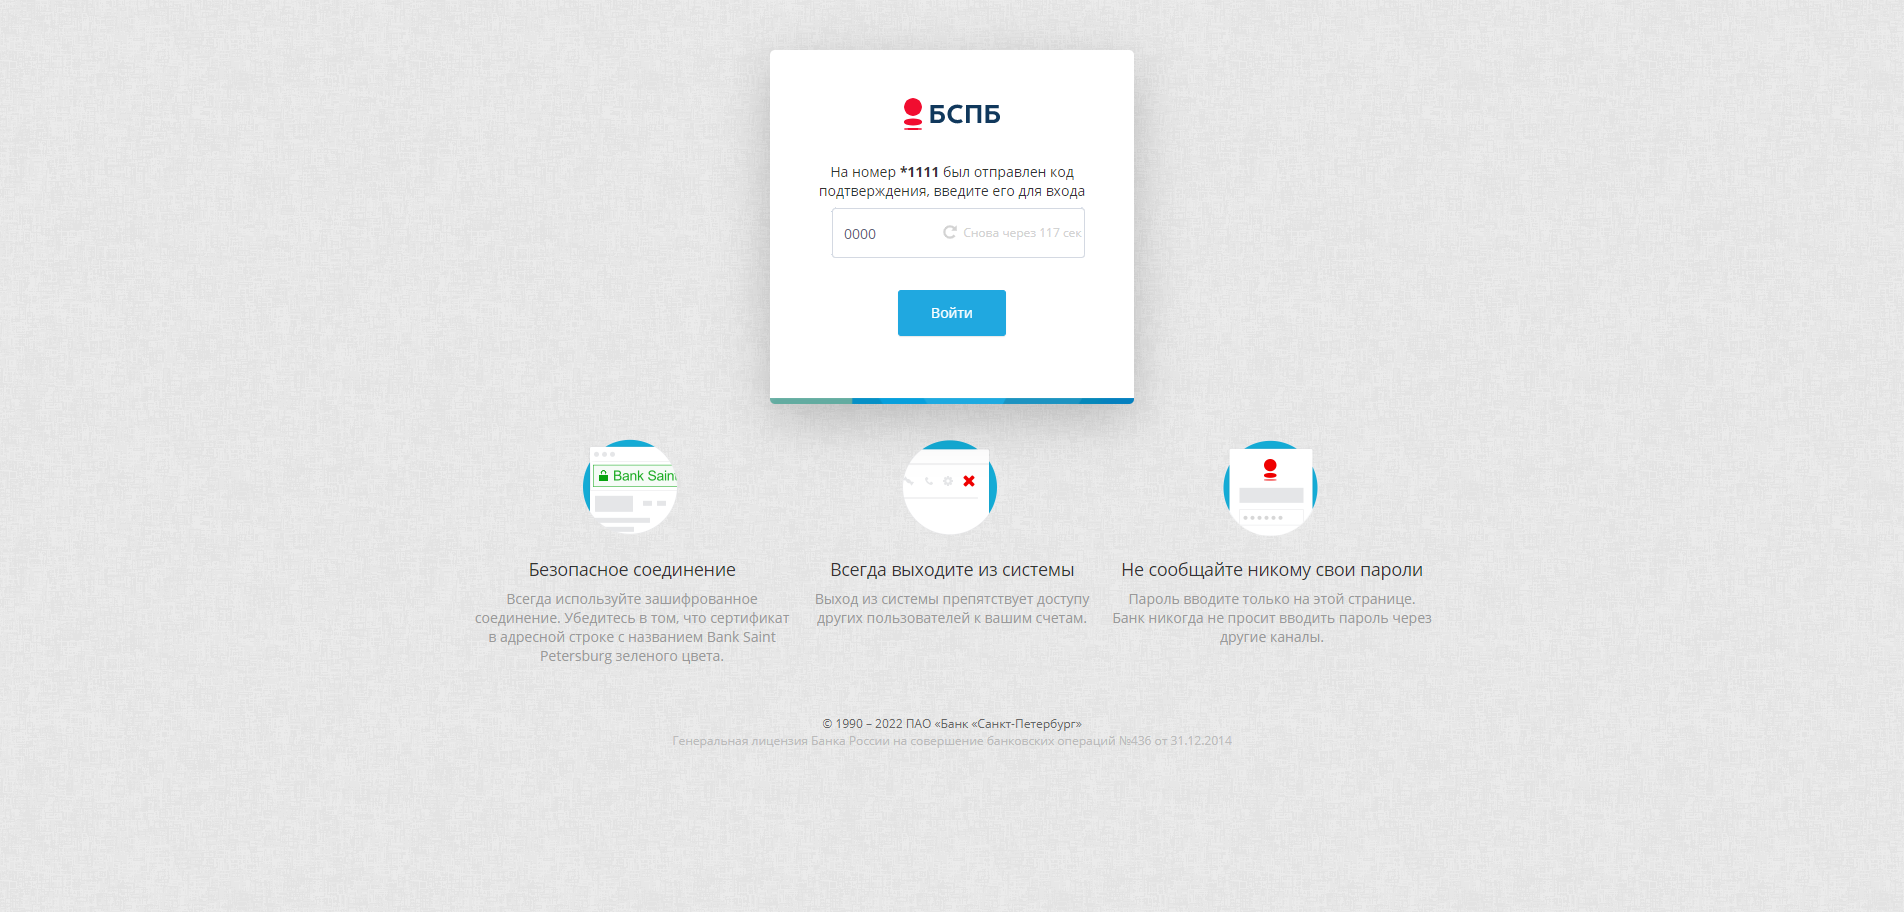 БСПБ
На номер *1111 был отправлен код
подтверждения, введите его для входа
0000
Снова через 117 сек
Войти
Bank Sain
Безопасное соединение
Всегда используйте зашифрованное
соединение. Убедитесь в том, что сертификат
в адресной строке с названием Bank Saint
Petersburg зеленого цвета.
Всегда выходите из системы
Выход из системы препятствует доступу
других пользователей к вашим счетам.
Не сообщайте никому свои пароли
Пароль вводите только на этой странице.
Банк никогда не просит вводить пароль через
другие каналы.
© 1990 – 2022 ПАО «Банк «Санкт-Петербург»
Генеральная лицензия Банка России на совершение банковских операций №436 от 31.12.2014